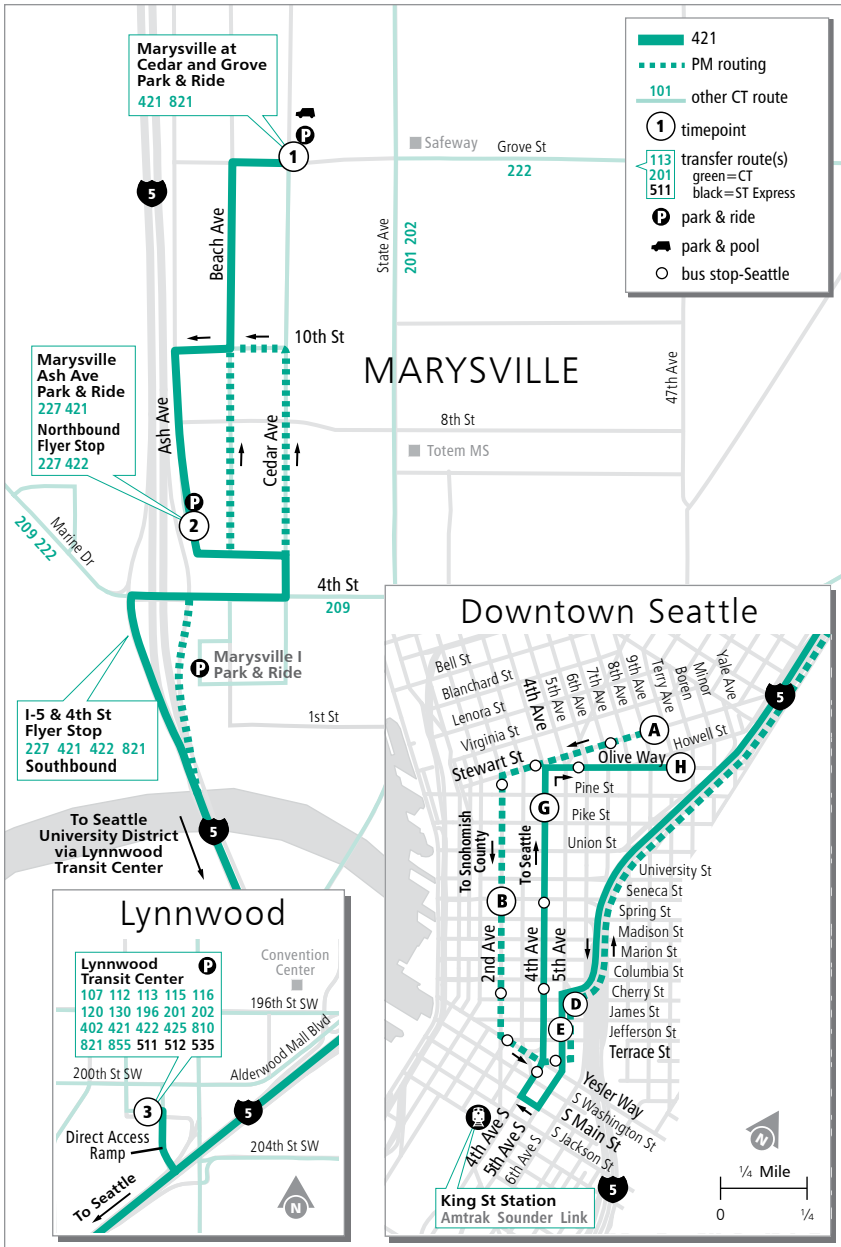 Marysville at
Cedar and Grove
Park & Ride
421 821
P
1
5
Safeway
Grove St
222
421
PM routing
101
other CT route
1
timepoint
113
201
511
transfer route(s)
green=CT
black=ST Express
P
park & ride
park & pool
bus stop-Seattle
Beach Ave
State Ave
201 202
10th St
MARYSVILLE
47th Ave
Marysville
Ash Ave
Park & Ride
227 421
Northbound
Flyer Stop
227 422
Ash Ave
Cedar Ave
8th St
Totem MS
P
2
209 222
Marine Dr
4th St
209
P
Marysville I
Park & Ride
1st St
I-5 & 4th St
Flyer Stop
227 421 422 821
Southbound
To Seattle
University District
via Lynnwood
Transit Center
5
Lynnwood
Lynnwood
Transit Center
P
107 112 113 115 116
120 130 196 201 202
402 421 422 425 810
821 855 511 512 535
Convention
Center
196th St SW
Alderwood Mall Blvd
200th St SW
3
5
Direct Access
Ramp
204th St SW
To Seattle
N
Downtown Seattle
Bell St
Blanchard St
Lenora St
Virginia St
4th Ave
5th Ave
6th Ave
7th Ave
8th Ave
9th Ave
Terry Ave
Boren
Minor
Yale Ave
5
A
Howell St
Stewart St
Olive Way
H
Pine St
G
Pike St
Union St
To Snohomish
County
To Seattle
University St
Seneca St
Spring St
Madison St
Marion St
Columbia St
Cherry St
James St
Jefferson St
Terrace St
B
2nd Ave
4th Ave
5th Ave
D
E
Yesler Way
S Washington St
S Main St
S Jackson St
4th Ave S
5th Ave S
6th Ave S
5
King St Station
Amtrak Sounder Link
N
¼ Mile
0
¼